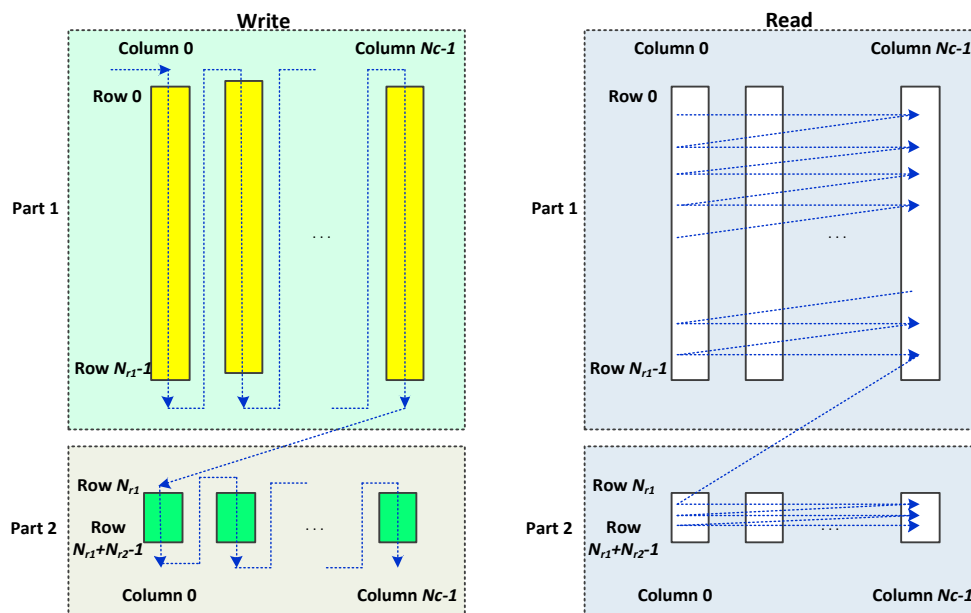 Write
Column 0
Column Nc-1
Row 0
Part 1
. . .
Row Nr1-1
Row Nr1
Part 2
Row
. . .
Nr1+Nr2-1
Column 0
Column Nc-1
Read
Column 0
Column Nc-1
Row 0
Part 1
. . .
Row Nr1-1
Row Nr1
Part 2
Row
. . .
Nr1+Nr2-1
Column 0
Column Nc-1